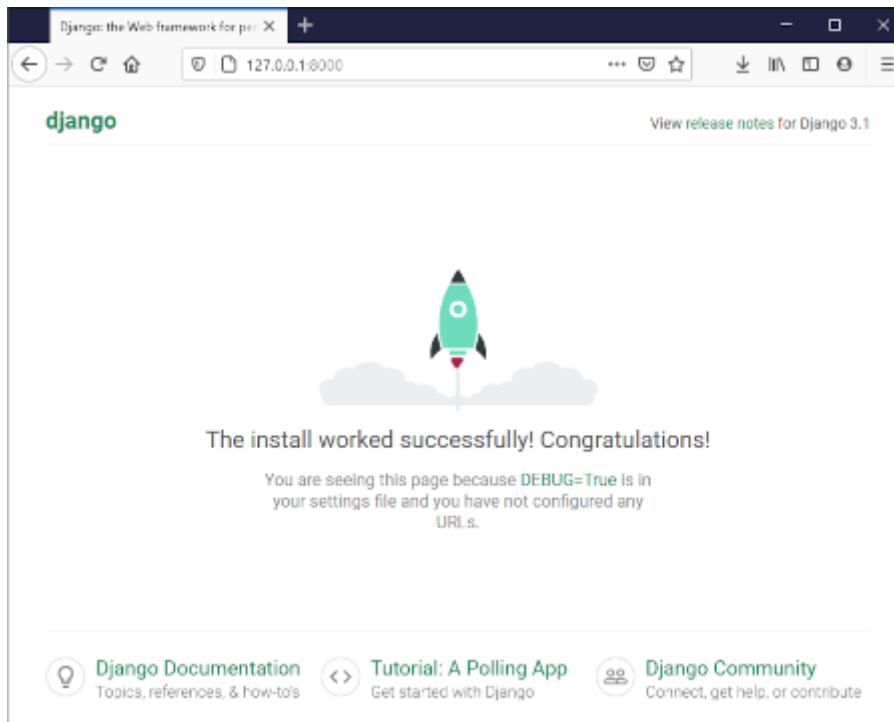 Django: the Web framework for per
127.0.0.1:8000
django
View release notes for Django 3.1
The install worked successfully! Congratulations!
You are seeing this page because DEBUG=True is in
your settings file and you have not configured any
URLs.
Django Documentation
Topics, references, & how-to's
Tutorial: A Polling App
Get started with Django
Django Community
Connect, get help, or contribute